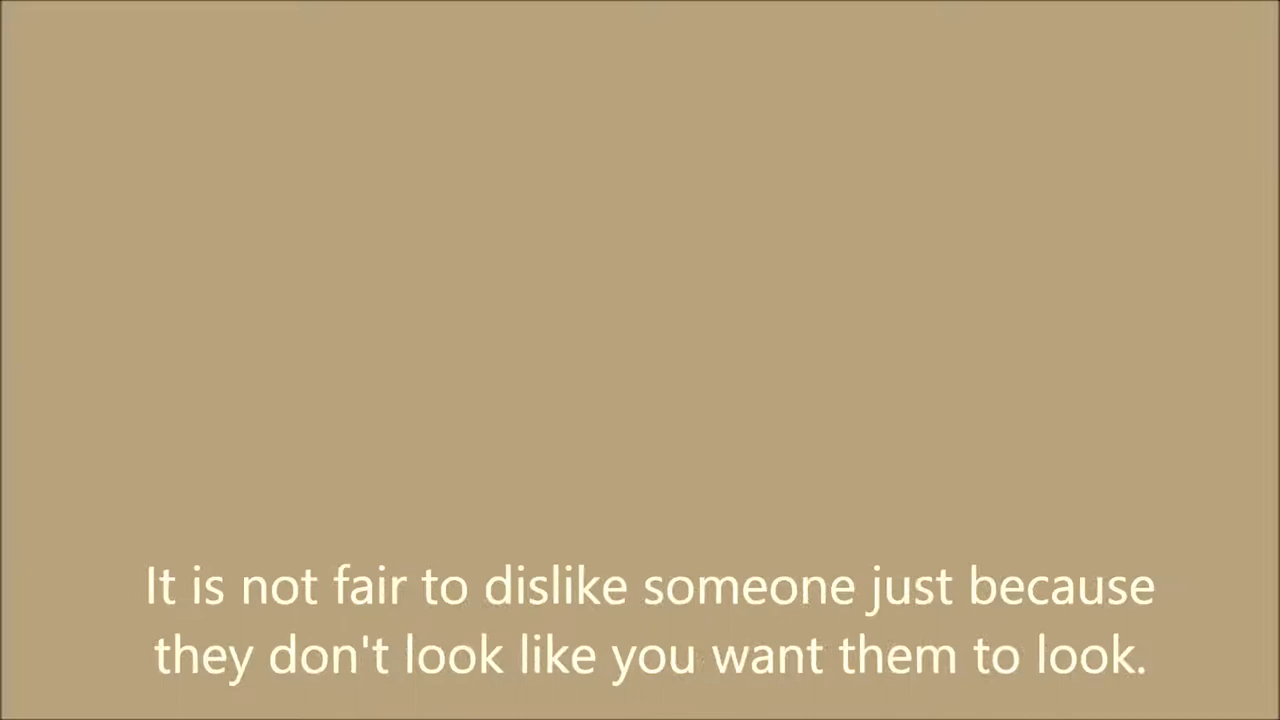 It is not fair to dislike someone just because
they don't look like you want them to look.